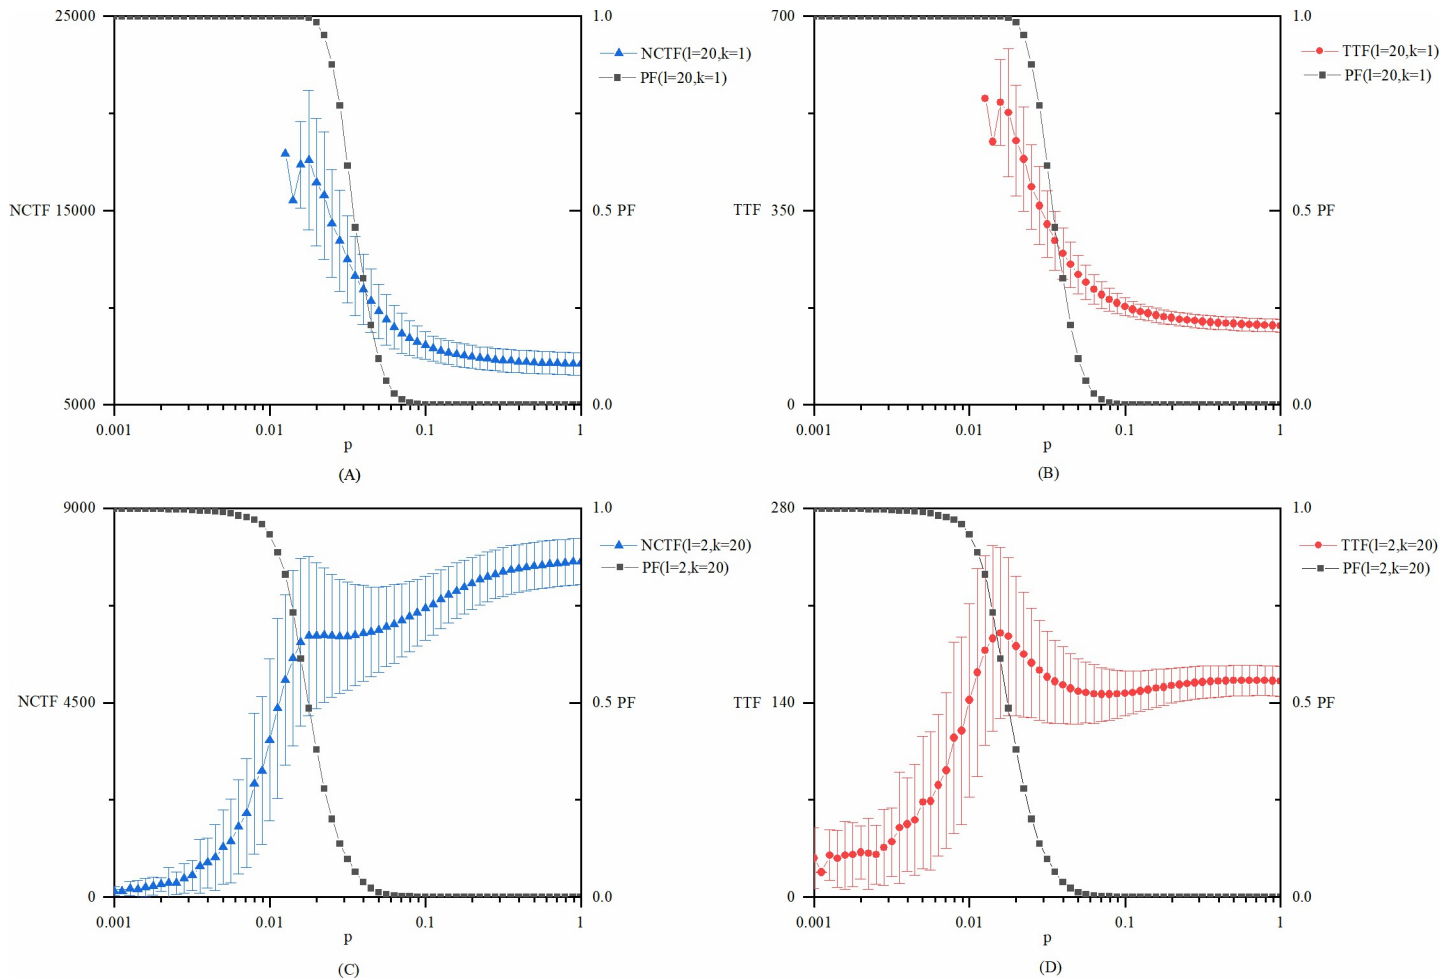 25000
15000
5000
NCTF
1.0
0.5
0.0
PF
0.001
0.01
0.1
1
p
NCTF(l=20,k=1)
PF(l=20,k=1)
(A)
700
350
0
TTF
1.0
0.5
0.0
PF
0.001
0.01
0.1
1
p
TTF(l=20,k=1)
PF(l=20,k=1)
(B)
9000
4500
0
NCTF
1.0
0.5
0.0
PF
0.001
0.01
0.1
1
p
NCTF(l=2,k=20)
PF(l=2,k=20)
(C)
280
140
0
TTF
1.0
0.5
0.0
PF
0.001
0.01
0.1
1
p
TTF(l=2,k=20)
PF(l=2,k=20)
(D)